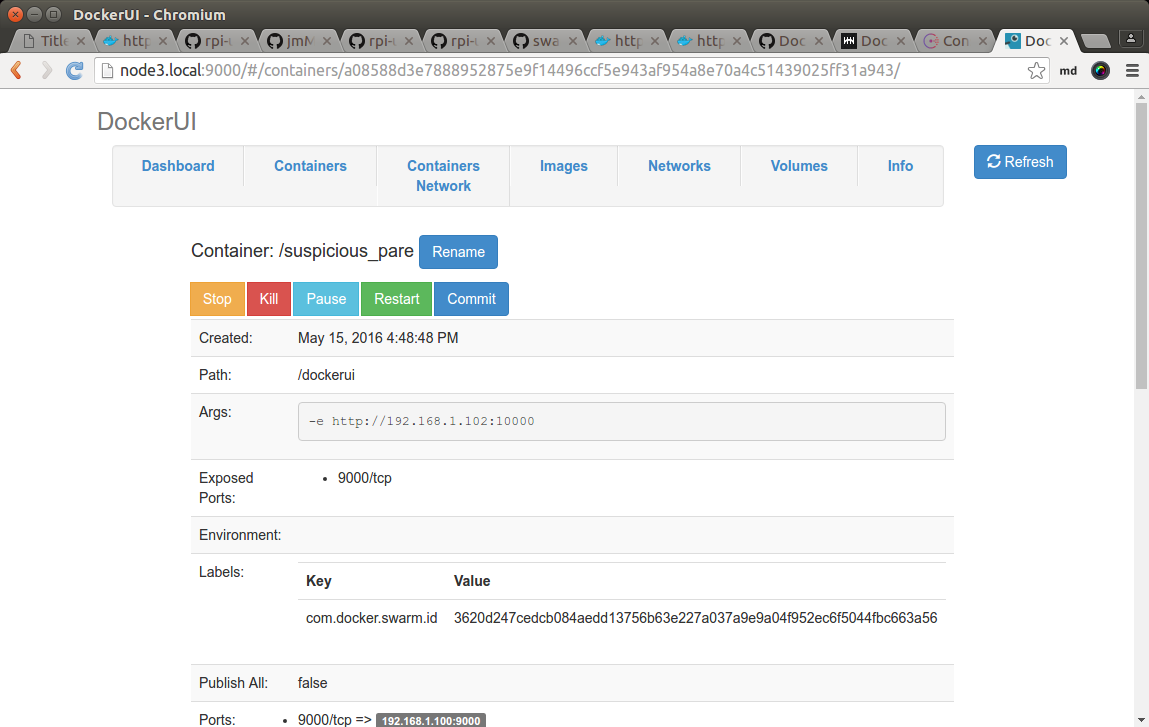 DockerUI - Chromium
Title http rpi-u jmM rpi-u rpi-u swa http http Doc Doc Con Doc
node3.local:9000/#/containers/a08588d3e7888952875e9f14496ccf5e943af954a8e70a4c51439025ff31a943/ md
DockerUI
Dashboard Containers Containers Network Images Networks Volumes Info Refresh
Container: /suspicious_pare Rename
Stop Kill Pause Restart Commit
Created: May 15, 2016 4:48:48 PM
Path: /dockerui
Args: -e http://192.168.1.102:10000
Exposed Ports: • 9000/tcp
Environment:
Labels: Key Value
com.docker.swarm.id 3620d247cedcb084aedd13756b63e227a037a9e9a04f952ec6f5044fbc663a56
Publish All: false
Ports: • 9000/tcp => 192.168.1.100:9000